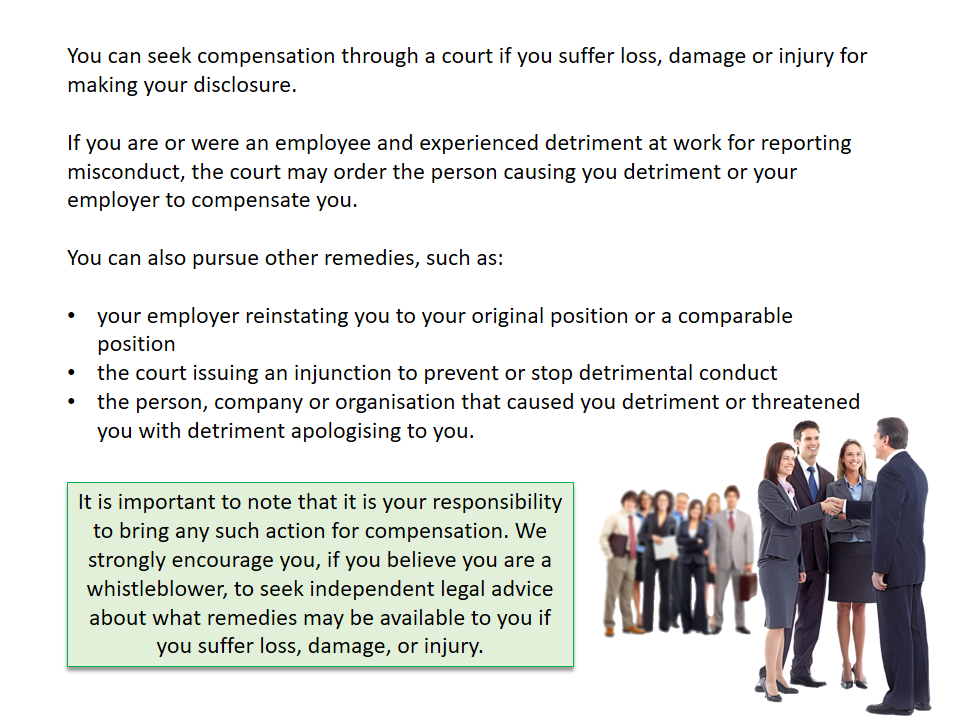 You can seek compensation through a court if you suffer loss, damage or injury for
making your disclosure.
If you are or were an employee and experienced detriment at work for reporting
misconduct, the court may order the person causing you detriment or your
employer to compensate you.
You can also pursue other remedies, such as:
• your employer reinstating you to your original position or a comparable
position
• the court issuing an injunction to prevent or stop detrimental conduct
• the person, company or organisation that caused you detriment or threatened
you with detriment apologising to you.
It is important to note that it is your responsibility
to bring any such action for compensation. We
strongly encourage you, if you believe you are a
whistleblower, to seek independent legal advice
about what remedies may be available to you if
you suffer loss, damage, or injury.